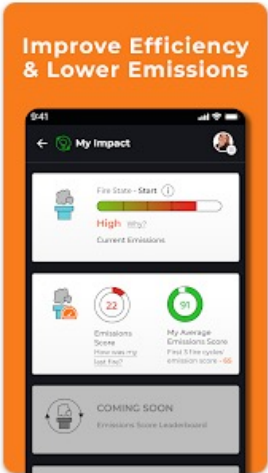 Improve Efficiency
& Lower Emissions
9:41
My Impact
Fire State - Start
High Why?
Current Emissions
22
91
Emissions
Score
How was my
last fire?
My Average
Emissions Score
First 5 fire cycles'
emission score - 66
COMING SOON
Emissions Score Leaderboard